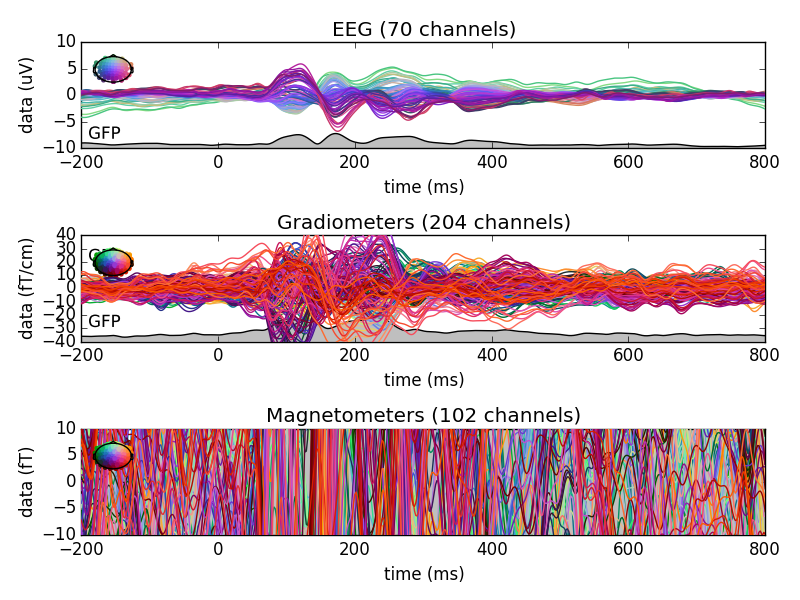 EEG (70 channels)
10
5
0
−5
−10
data (uV)
GFP
−200 0 200 400 600 800
time (ms)
Gradiometers (204 channels)
40
30
20
10
0
−10
−20
−30
−40
data (fT/cm)
GFP
−200 0 200 400 600 800
time (ms)
Magnetometers (102 channels)
10
5
0
−5
−10
data (fT)
−200 0 200 400 600 800
time (ms)